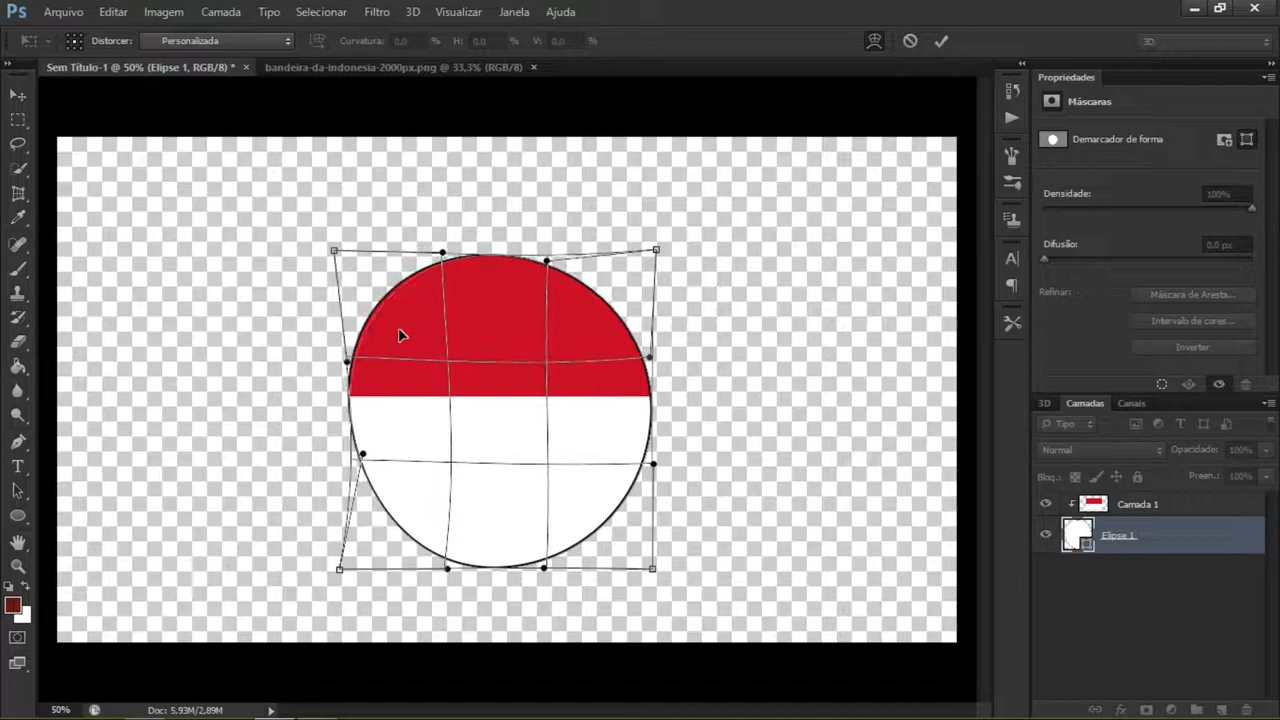 Ps Arquivo Editar Imagem Camada Tipo Selecionar Filtro 3D Visualizar Janela Ajuda
Distorcer: Personalizada Curvatura: 0,0 % H: 0,0 % V: 0,0 % 3D
Sem Título-1 @ 50% (Elipse 1, RGB/8) * × bandeira-da-indonesia-2000px.png @ 33,3% (RGB/8) ×
Propriedades
Máscaras
Demarcador de forma
Densidade: 100%
Difusão: 0,0 px
Refinar: Máscara de Aresta...
Intervalo de cores...
Inverter
3D Camadas Canais
Tipo
Normal Opacidade: 100%
Bloq.: Preen.: 100%
Camada 1
Elipse 1
50% Doc: 5,93M/2,89M